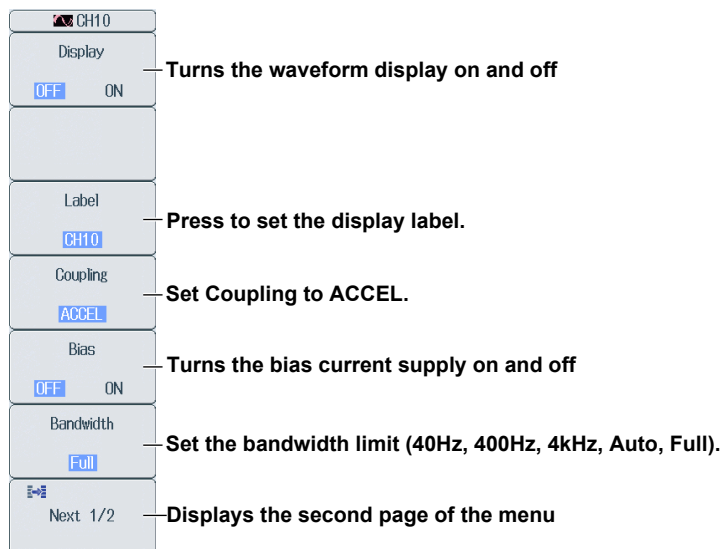 CH10
Display
OFF ON
Turns the waveform display on and off
Label
CH10
Press to set the display label.
Coupling
ACCEL
Set Coupling to ACCEL.
Bias
OFF ON
Turns the bias current supply on and off
Bandwidth
Full
Set the bandwidth limit (40Hz, 400Hz, 4kHz, Auto, Full).
Next 1/2
Displays the second page of the menu